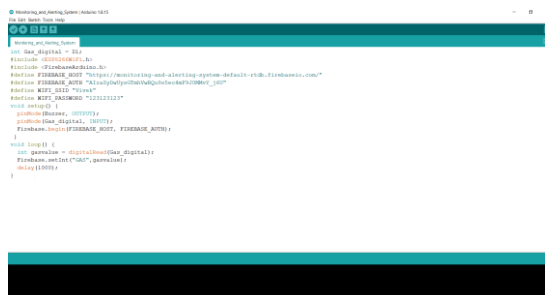 Monitoring_and_Alerting_System | Arduino 1.8.15
File Edit Sketch Tools Help
Monitoring_and_Alerting_System
int Gas_digital = D1;
#include <ESP8266WiFi.h>
#include <FirebaseArduino.h>
#define FIREBASE_HOST "https://monitoring-and-alerting-system-default-rtdb.firebaseio.com/"
#define FIREBASE_AUTH
#define WIFI_SSID "Vivek"
#define WIFI_PASSWORD "123123123"
void setup() {
pinMode(Buzzer, OUTPUT);
pinMode(Gas_digital, INPUT);
Firebase.begin(FIREBASE_HOST, FIREBASE_AUTH);
}
void loop() {
int gasvalue = digitalRead(Gas_digital);
Firebase.setInt("GAS",gasvalue);
delay(1000);
}